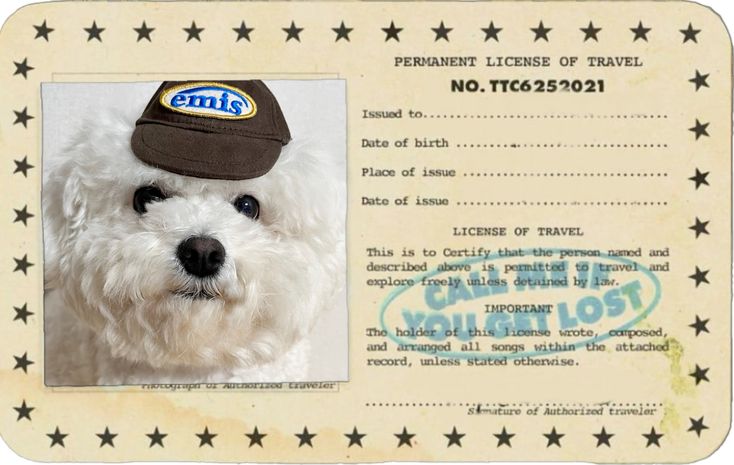 PERMANENT LICENSE OF TRAVEL
NO. TTC6252021
emis
Issued to
Date of birth
Place of issue
Date of issue
LICENSE OF TRAVEL
This is to Certify that the person named and
described above is permitted to travel and
explore freely unless detained by law.
CALL ME IF
YOU GET LOST
IMPORTANT
The holder of this license wrote, composed,
and arranged all songs within the attached
record, unless stated otherwise.
Photograph of Authorized traveler
Signature of Authorized traveler